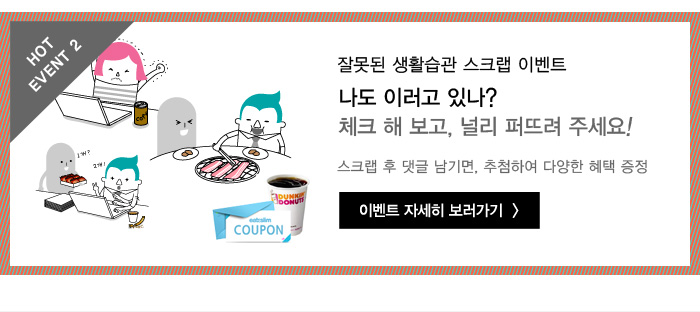 HOT
EVENT 2
잘못된 생활습관 스크랩 이벤트
나도 이러고 있나?
체크 해 보고, 널리 퍼뜨려 주세요!
스크랩 후 댓글 남기면, 추첨하여 다양한 혜택 증정
이벤트 자세히 보러가기 〉
DUNKIN'
DONUTS
COUPON